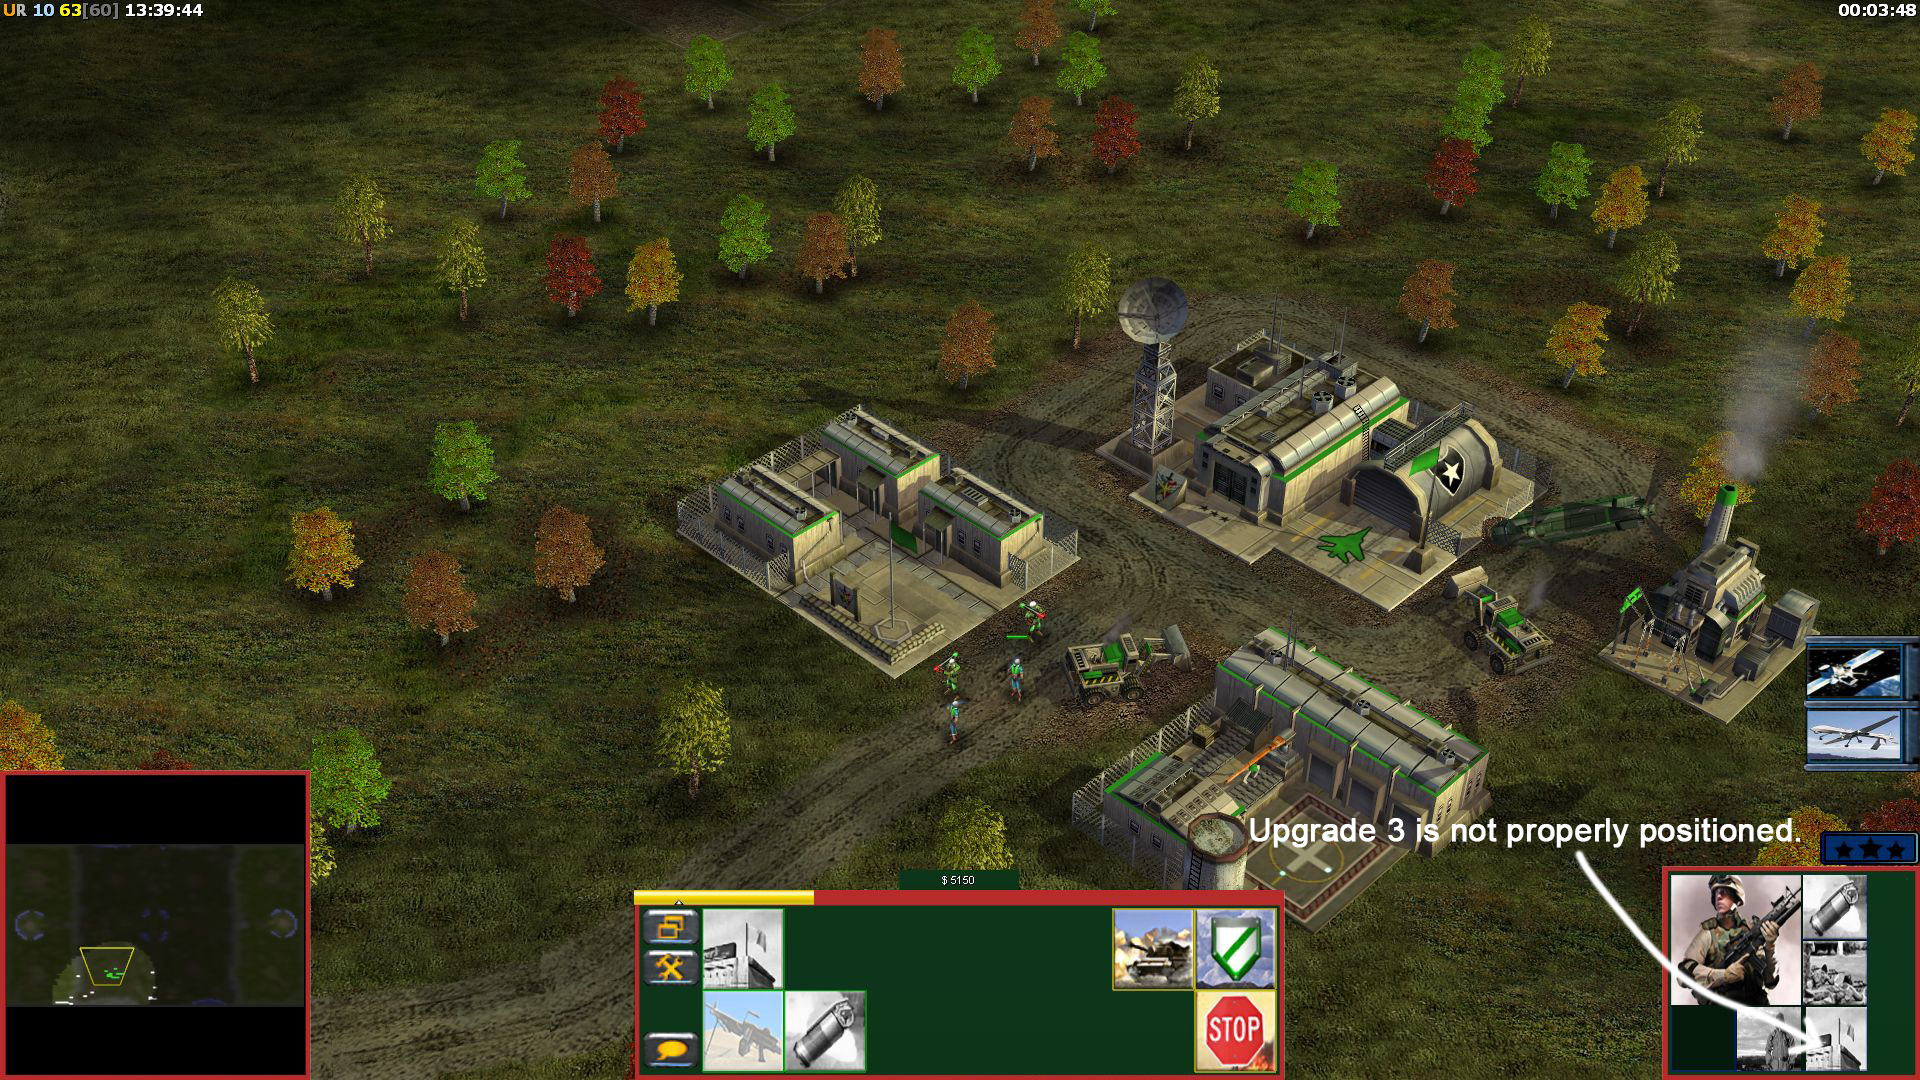 UR 10 63[60] 13:39:44
00:03:48
Upgrade 3 is not properly positioned.
$ 5150
STOP